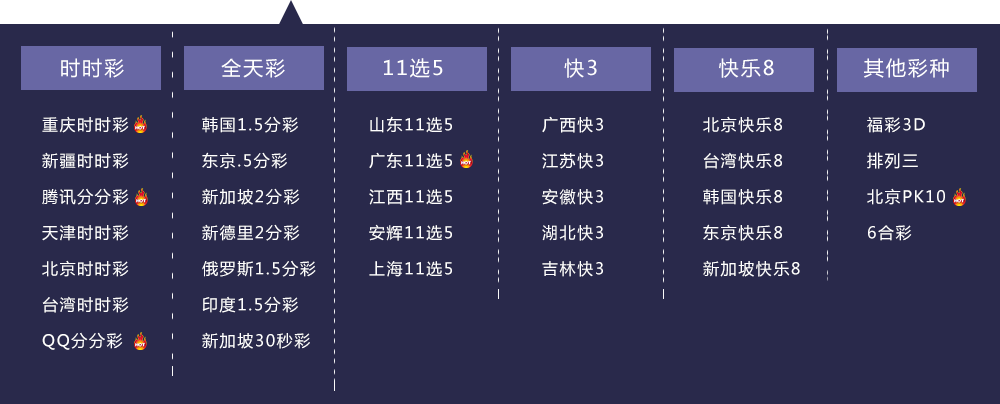 时时彩
重庆时时彩 HOT
新疆时时彩
腾讯分分彩 HOT
天津时时彩
北京时时彩
台湾时时彩
QQ分分彩 HOT
全天彩
韩国1.5分彩
东京.5分彩
新加坡2分彩
新德里2分彩
俄罗斯1.5分彩
印度1.5分彩
新加坡30秒彩
11选5
山东11选5
广东11选5 HOT
江西11选5
安辉11选5
上海11选5
快3
广西快3
江苏快3
安徽快3
湖北快3
吉林快3
快乐8
北京快乐8
台湾快乐8
韩国快乐8
东京快乐8
新加坡快乐8
其他彩种
福彩3D
排列三
北京PK10 HOT
6合彩